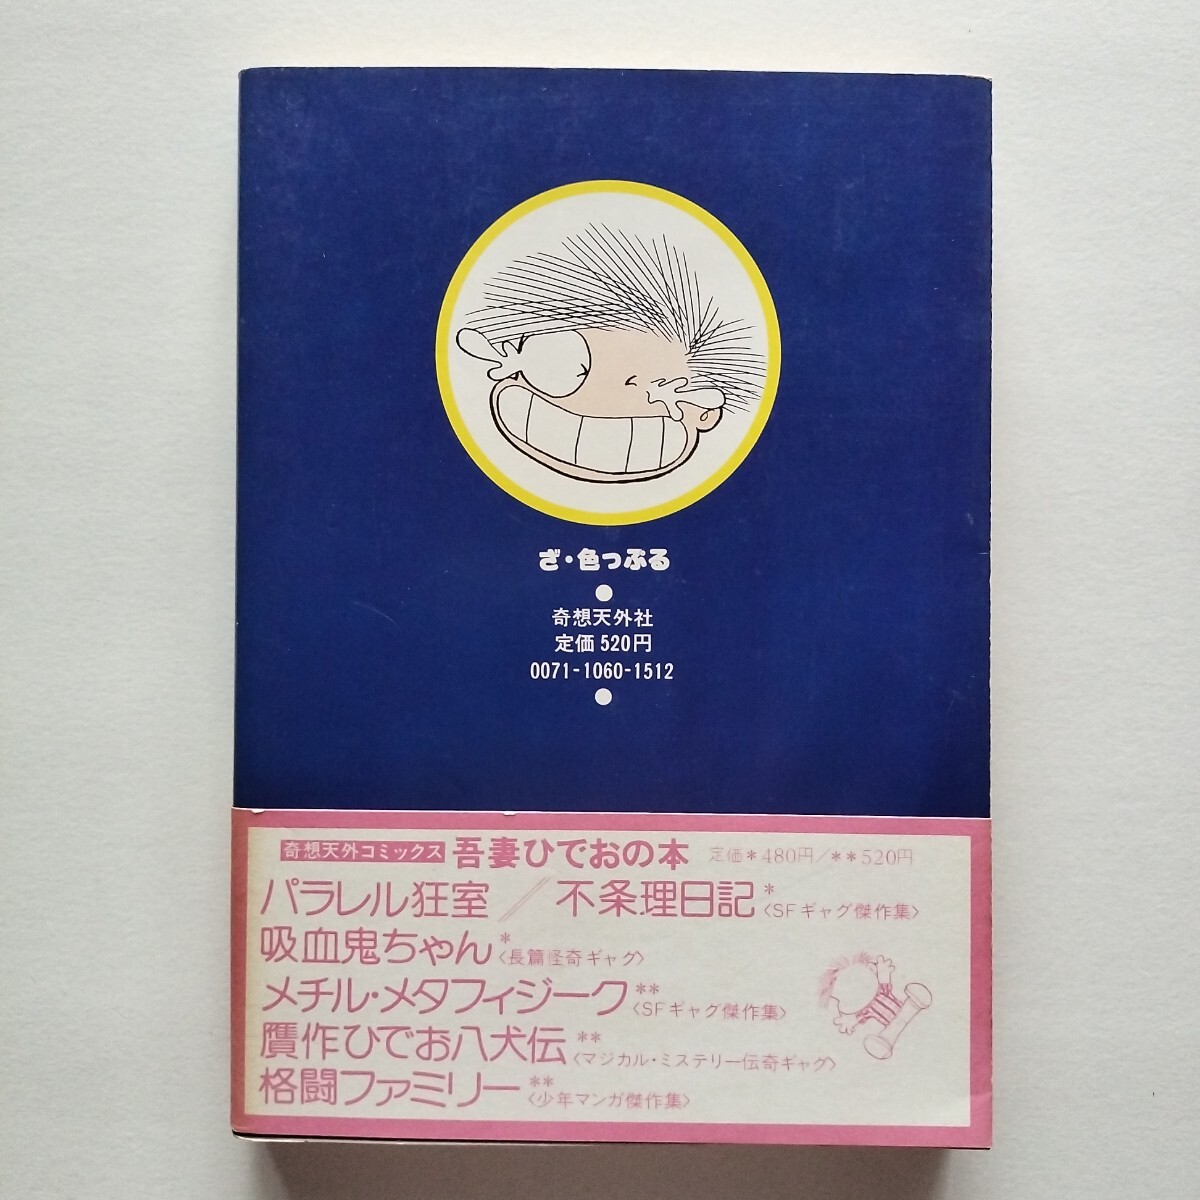 ざ・色っぷる
奇想天外社
定価520円
0071-1060-1512
奇想天外コミックス 吾妻ひでおの本 定価*480円/**520円
パラレル狂室//不条理日記*〈SFギャグ傑作集〉
吸血鬼ちゃん*〈長篇怪奇ギャグ〉
メチル・メタフィジーク**〈SFギャグ傑作集〉
贋作ひでお八犬伝**〈マジカル・ミステリー伝奇ギャグ〉
格闘ファミリー**〈少年マンガ傑作集〉